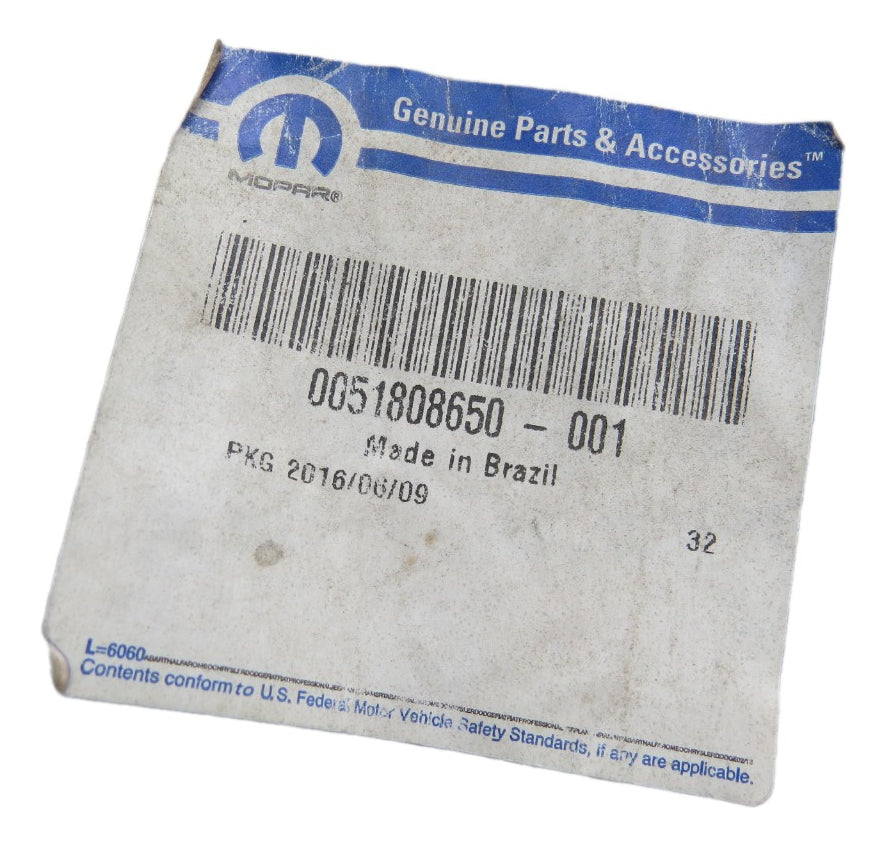 Genuine Parts & Accessories™
MOPAR®
0051808650 - 001
Made in Brazil
PKG 2016/06/09
32
L=6060
Contents conform to U.S. Federal Motor Vehicle Safety Standards, if any are applicable.